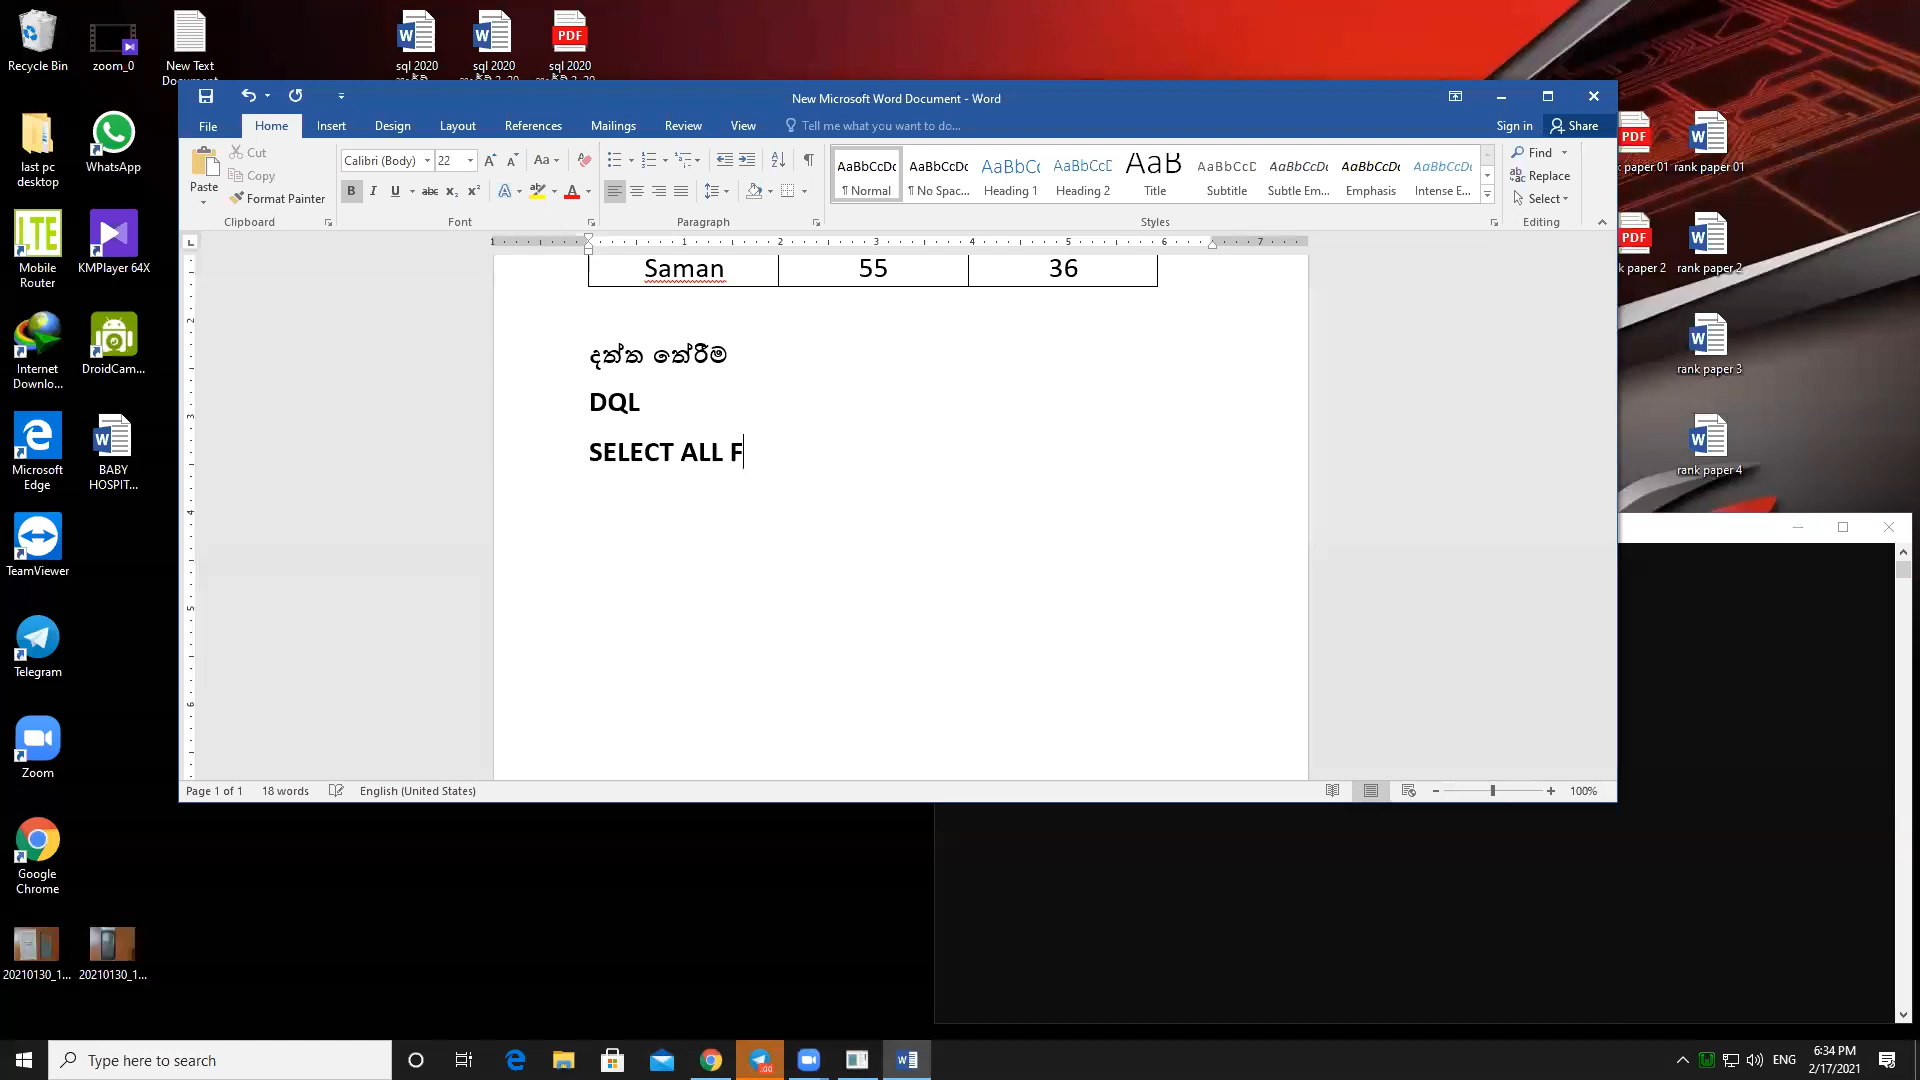 Recycle Bin
zoom_0
New Text
sql 2020
sql 2020
sql 2020
last pc
desktop
WhatsApp
Mobile
Router
KMPlayer 64X
Internet
Downlo...
DroidCam...
Microsoft
Edge
BABY
HOSPIT...
TeamViewer
Telegram
Zoom
Google
Chrome
20210130_1...
20210130_1...
New Microsoft Word Document - Word
File
Home
Insert
Design
Layout
References
Mailings
Review
View
Tell me what you want to do...
Sign in
Share
Paste
Cut
Copy
Format Painter
Clipboard
Calibri (Body)
22
Font
Paragraph
AaBbCcDc
¶ Normal
AaBbCcDc
¶ No Spac...
AaBbC(
Heading 1
AaBbCcD
Heading 2
AaB
Title
AaBbCcD
Subtitle
AaBbCcDc
Subtle Em...
AaBbCcDc
Emphasis
AaBbCcDc
Intense E...
Styles
Find
Replace
Select
Editing
Saman 55 36
දත්ත තේරීම
DQL
SELECT ALL F
Page 1 of 1
18 words
English (United States)
100%
PDF
rank paper 01
PDF
k paper 2
rank paper 2
rank paper 3
rank paper 4
Type here to search
ENG
6:34 PM
2/17/2021